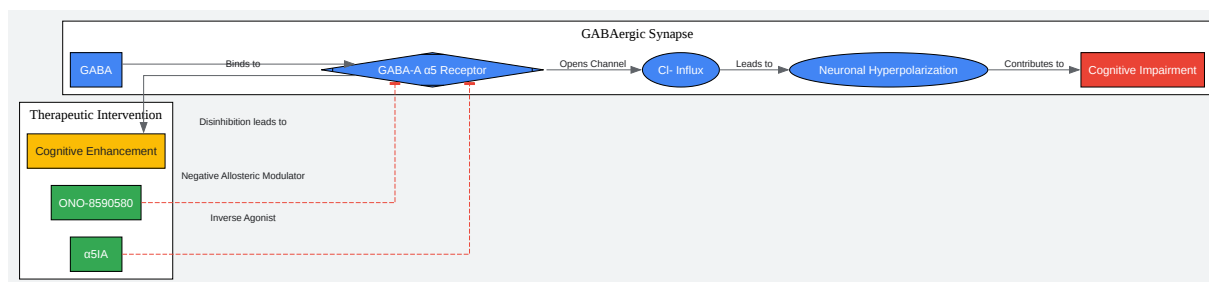 GABAergic Synapse
GABA
Binds to
GABA-A α5 Receptor
Opens Channel
Cl- Influx
Leads to
Neuronal Hyperpolarization
Contributes to
Cognitive Impairment
Therapeutic Intervention
Disinhibition leads to
Cognitive Enhancement
Negative Allosteric Modulator
ONO-8590580
Inverse Agonist
α5IA